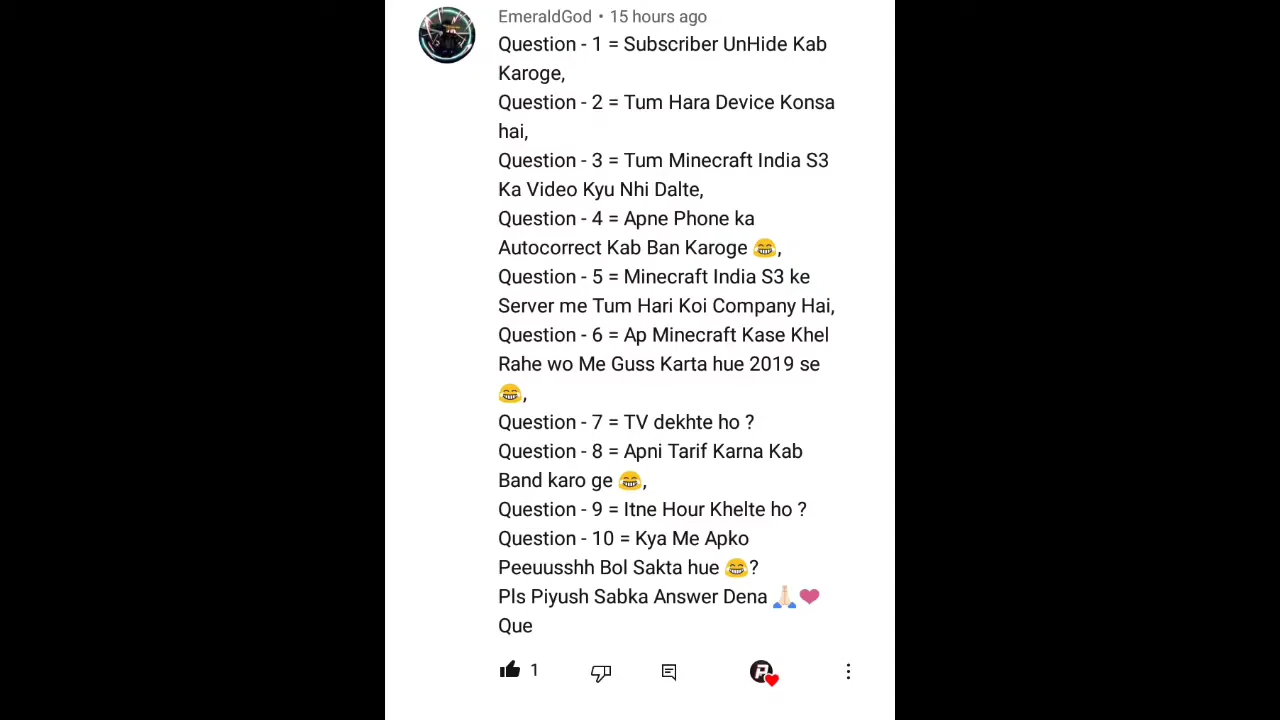 EmeraldGod • 15 hours ago
Question - 1 = Subscriber UnHide Kab
Karoge,
Question - 2 = Tum Hara Device Konsa
hai,
Question - 3 = Tum Minecraft India S3
Ka Video Kyu Nhi Dalte,
Question - 4 = Apne Phone ka
Autocorrect Kab Ban Karoge 😂,
Question - 5 = Minecraft India S3 ke
Server me Tum Hari Koi Company Hai,
Question - 6 = Ap Minecraft Kase Khel
Rahe wo Me Guss Karta hue 2019 se
😂,
Question - 7 = TV dekhte ho ?
Question - 8 = Apni Tarif Karna Kab
Band karo ge 😂,
Question - 9 = Itne Hour Khelte ho ?
Question - 10 = Kya Me Apko
Peeuusshh Bol Sakta hue 😂?
Pls Piyush Sabka Answer Dena 🙏🏻❤
Que
1